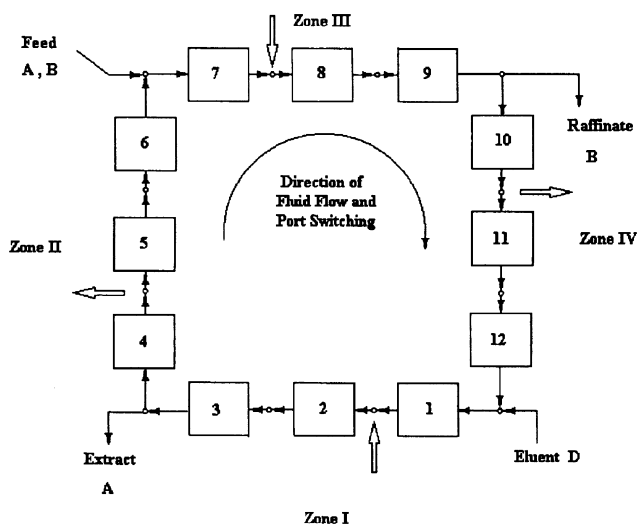 Zone III
Feed
A , B
7
8
9
Raffinate
B
6
10
Direction of
Fluid Flow and
Port Switching
5
11
Zone II
Zone IV
4
12
3
2
1
Extract
A
Eluent D
Zone I